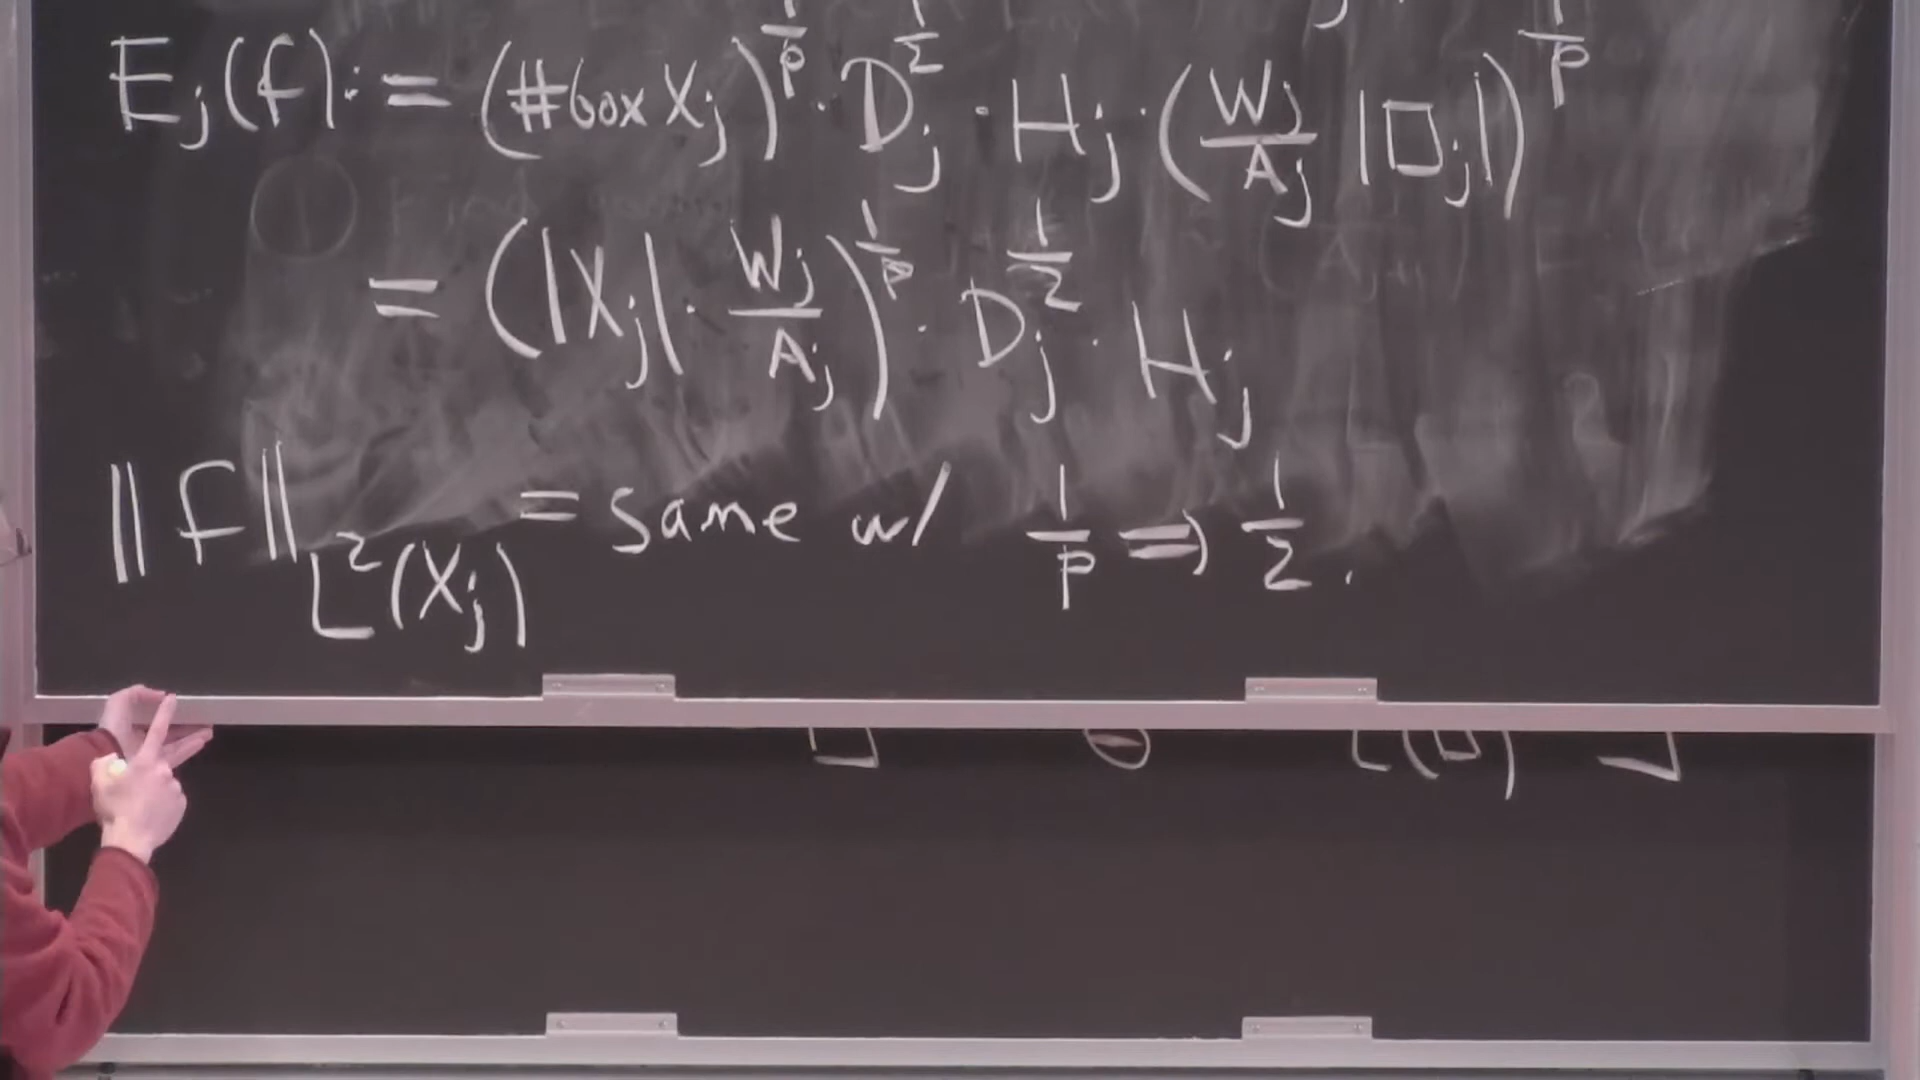 E_j(f) := (#box X_j)^{1/p} · D_j^{1/2} · H_j · (W_j/A_j |□_j|)^{1/p}
= (|X_j| · W_j/A_j)^{1/p} · D_j^{1/2} · H_j
||f||_{L^2(X_j)} = same w/ 1/p ⇒ 1/2.